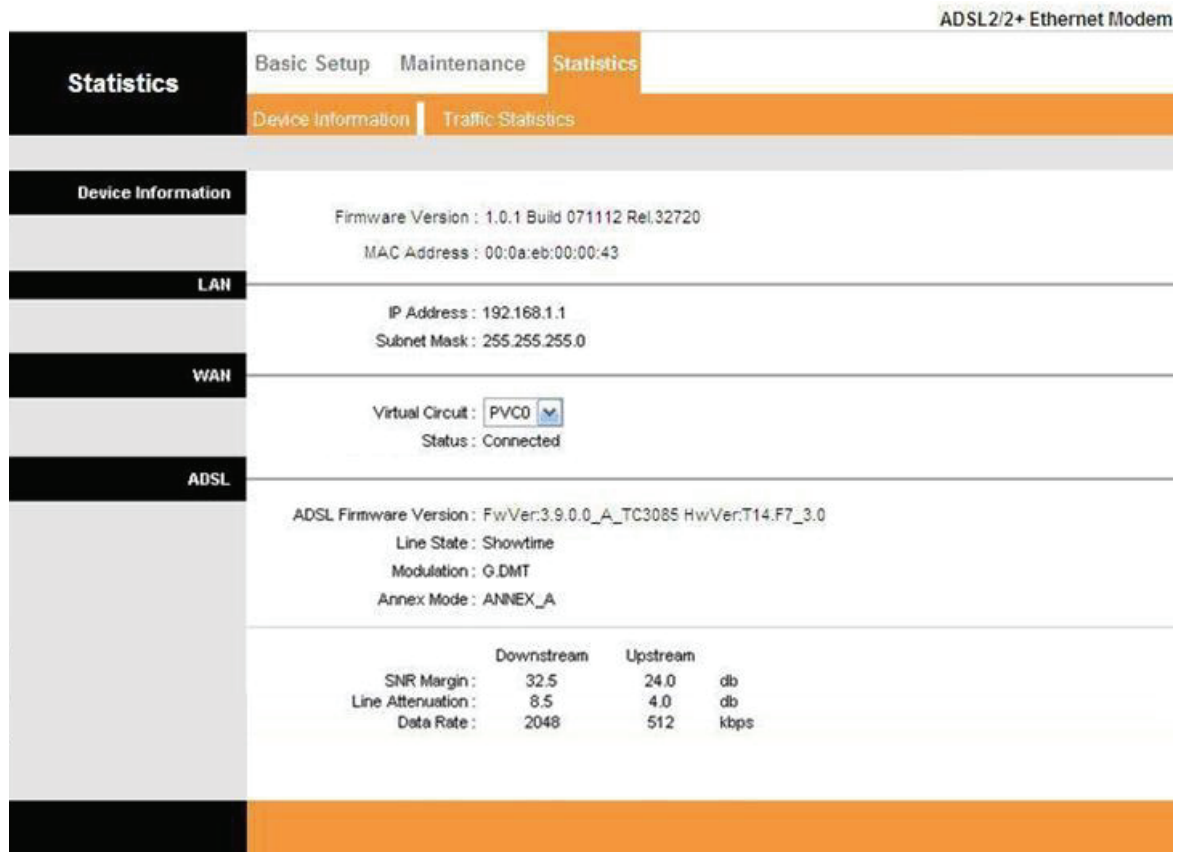 ADSL2/2+ Ethernet Modem
Statistics
Basic Setup Maintenance Statistics
Device Information Traffic Statistics
Device Information
Firmware Version : 1.0.1 Build 071112 Rel.32720
MAC Address : 00:0a:eb:00:00:43
LAN
IP Address : 192.168.1.1
Subnet Mask : 255.255.255.0
WAN
Virtual Circuit : PVC0
Status : Connected
ADSL
ADSL Firmware Version : FwVer:3.9.0.0_A_TC3085 HwVer:T14.F7_3.0
Line State : Showtime
Modulation : G.DMT
Annex Mode : ANNEX_A
Downstream Upstream
SNR Margin : 32.5 24.0 db
Line Attenuation : 8.5 4.0 db
Data Rate : 2048 512 kbps